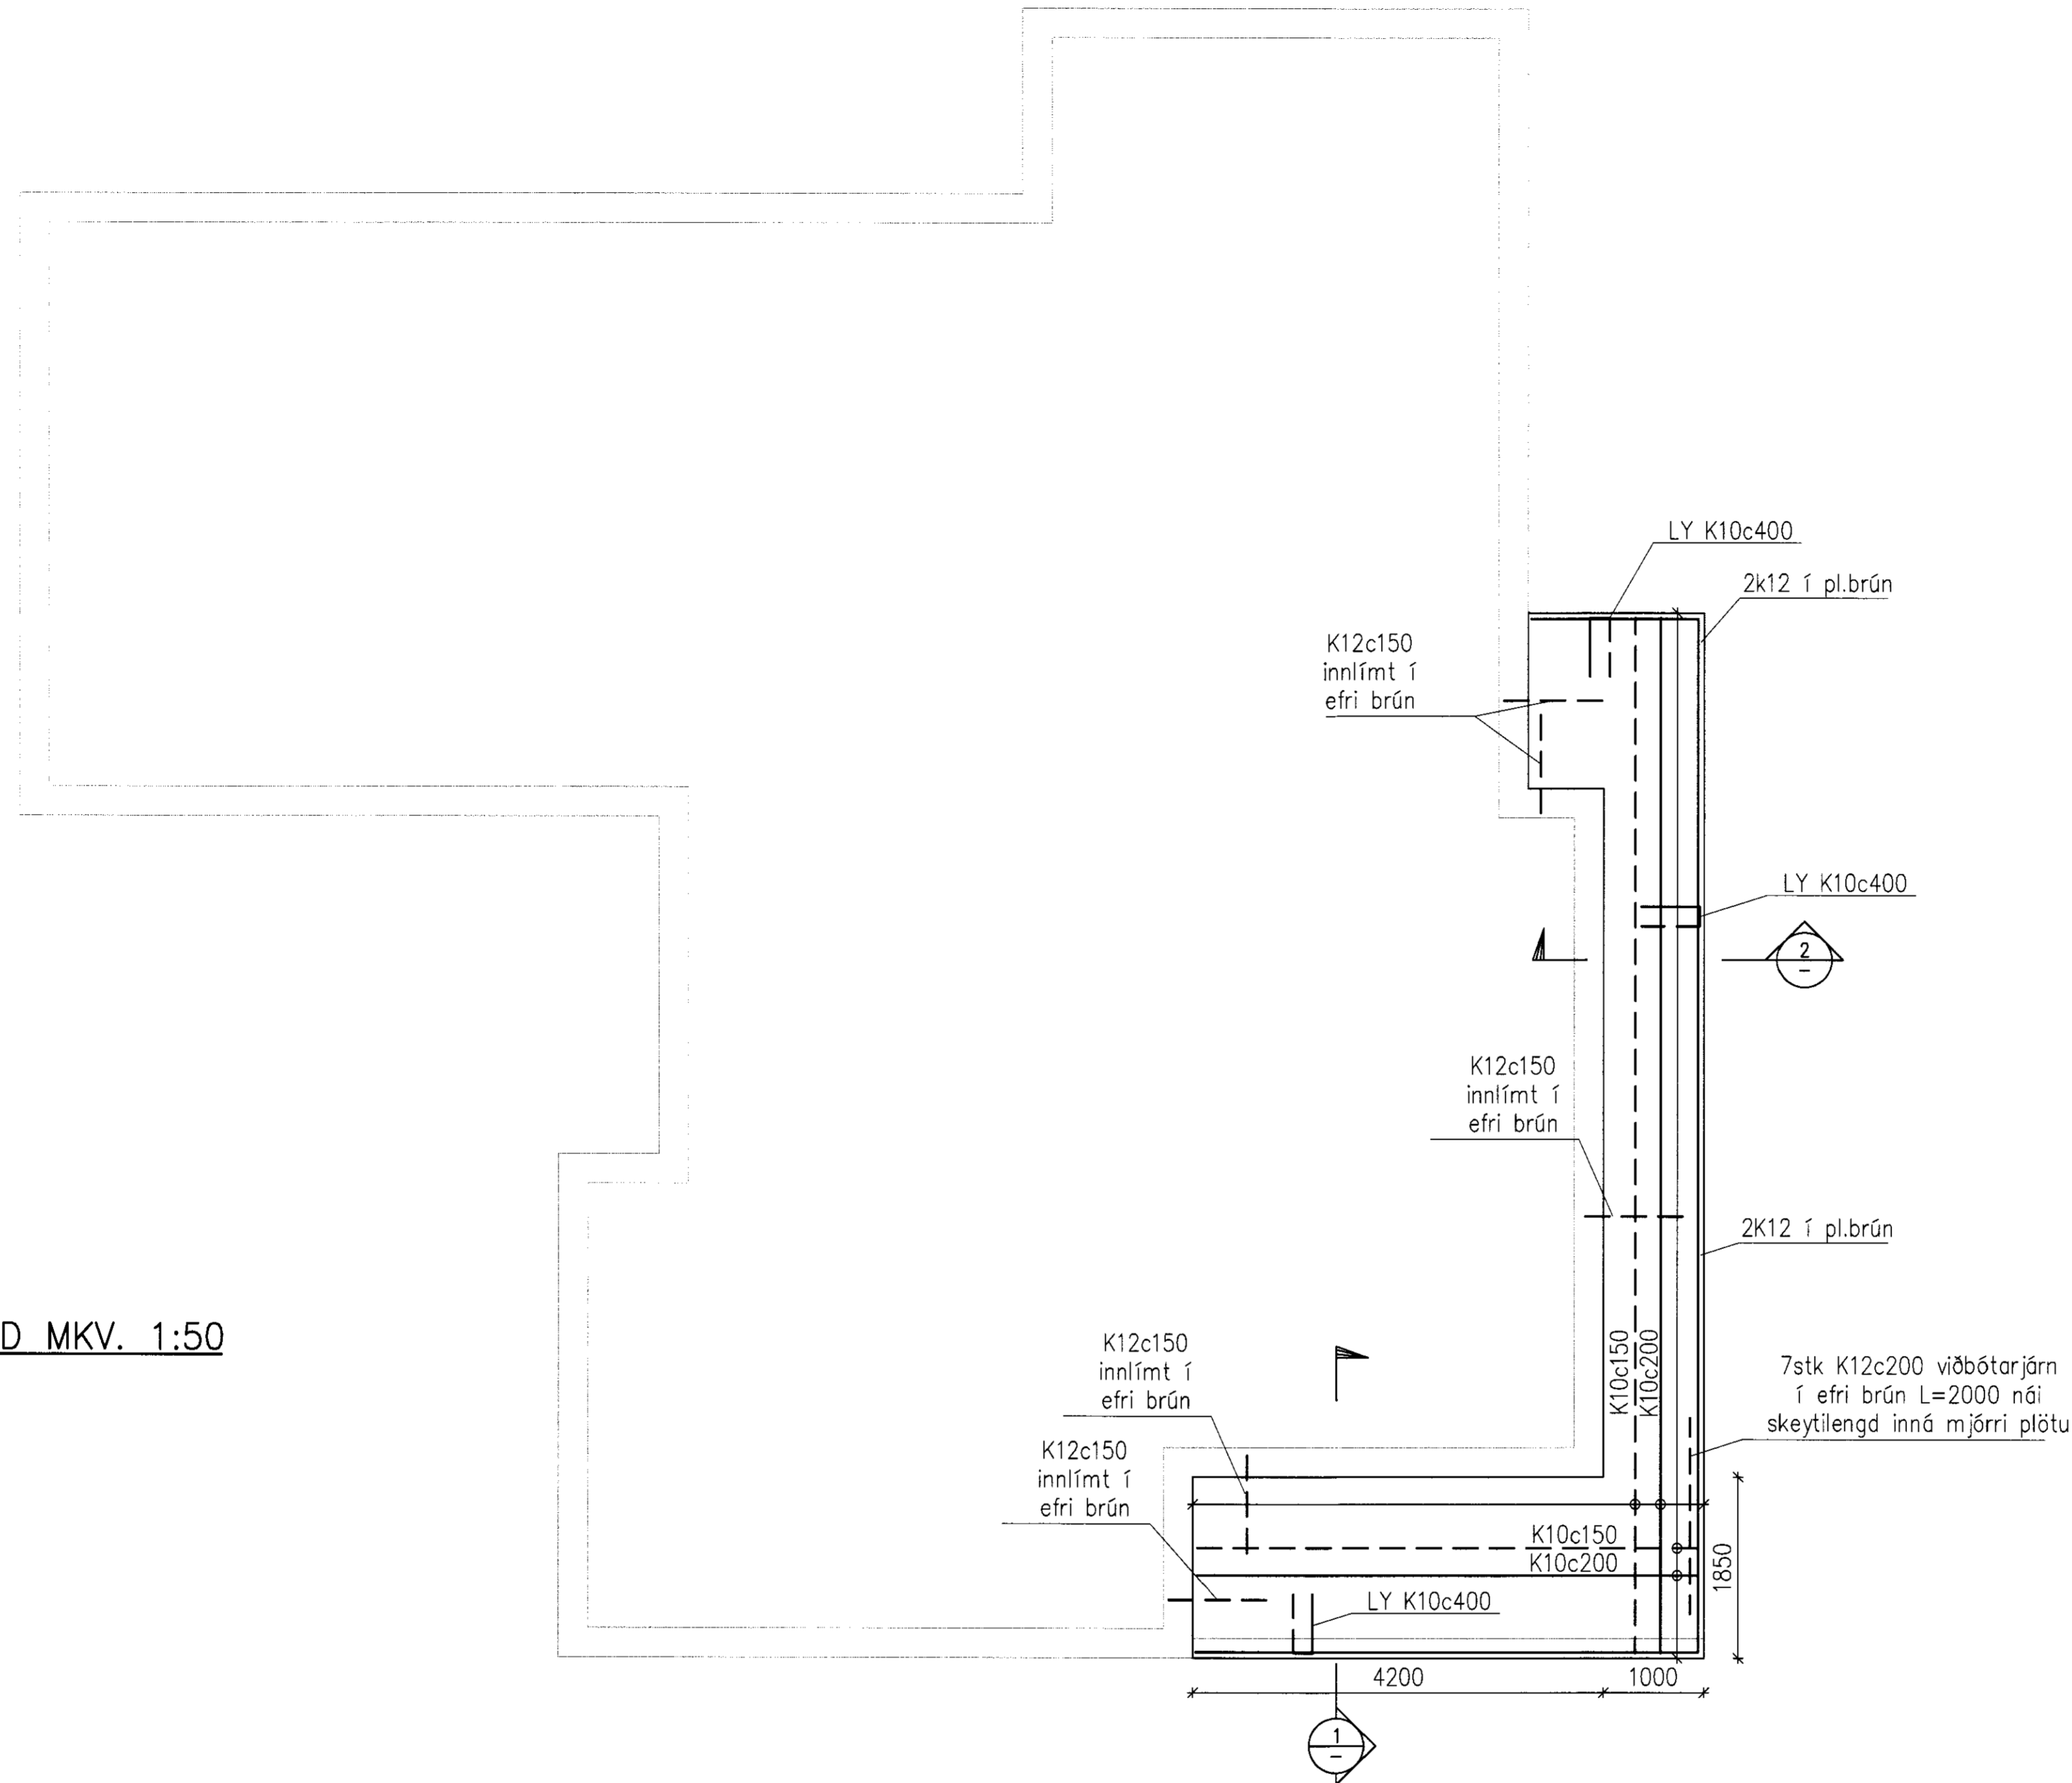 LY K10c400
2k12 í pl.brún
K12c150
innlímt í
efri brún
LY K10c400
2
–
K12c150
innlímt í
efri brún
2K12 í pl.brún
D MKV. 1:50
K12c150
innlímt í
efri brún
K10c150
K10c200
7stk K12c200 viðbótarjárn
í efri brún L=2000 nái
skeytilengd inná mjórri plötu
K12c150
innlímt í
efri brún
K10c150
K10c200
1850
LY K10c400
4200
1000
1
–